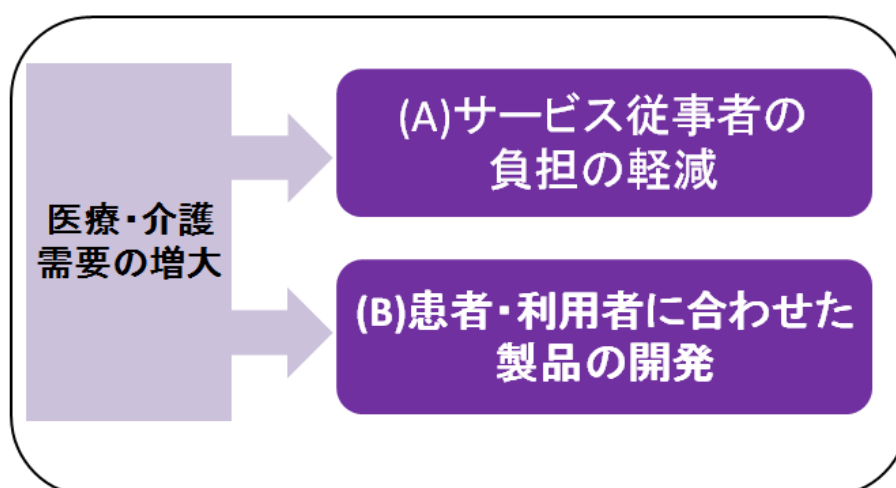 医療・介護
需要の増大
(A)サービス従事者の
負担の軽減
(B)患者・利用者に合わせた
製品の開発